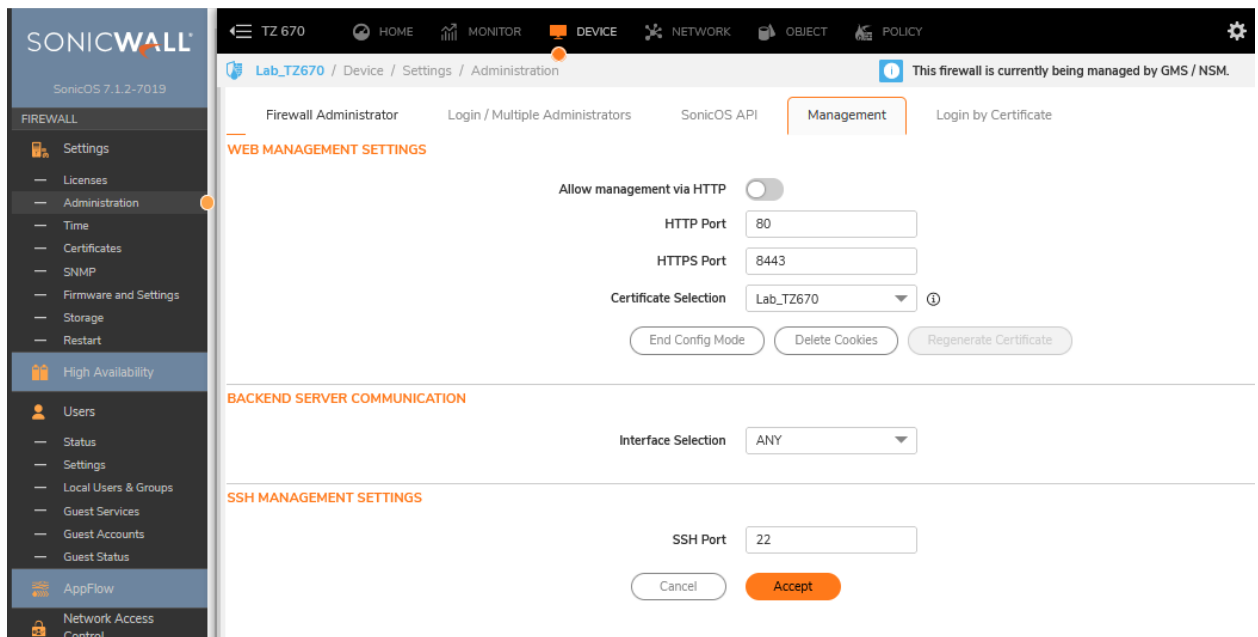 SONICWALL
SonicOS 7.1.2-7019
FIREWALL
Settings
Licenses
Administration
Time
Certificates
SNMP
Firmware and Settings
Storage
Restart
High Availability
Users
Status
Settings
Local Users & Groups
Guest Services
Guest Accounts
Guest Status
AppFlow
Network Access
Control
TZ 670
HOME
MONITOR
DEVICE
NETWORK
OBJECT
POLICY
Lab_TZ670 / Device / Settings / Administration
This firewall is currently being managed by GMS / NSM.
Firewall Administrator
Login / Multiple Administrators
SonicOS API
Management
Login by Certificate
WEB MANAGEMENT SETTINGS
Allow management via HTTP
HTTP Port 80
HTTPS Port 8443
Certificate Selection Lab_TZ670
End Config Mode Delete Cookies Regenerate Certificate
BACKEND SERVER COMMUNICATION
Interface Selection ANY
SSH MANAGEMENT SETTINGS
SSH Port 22
Cancel Accept